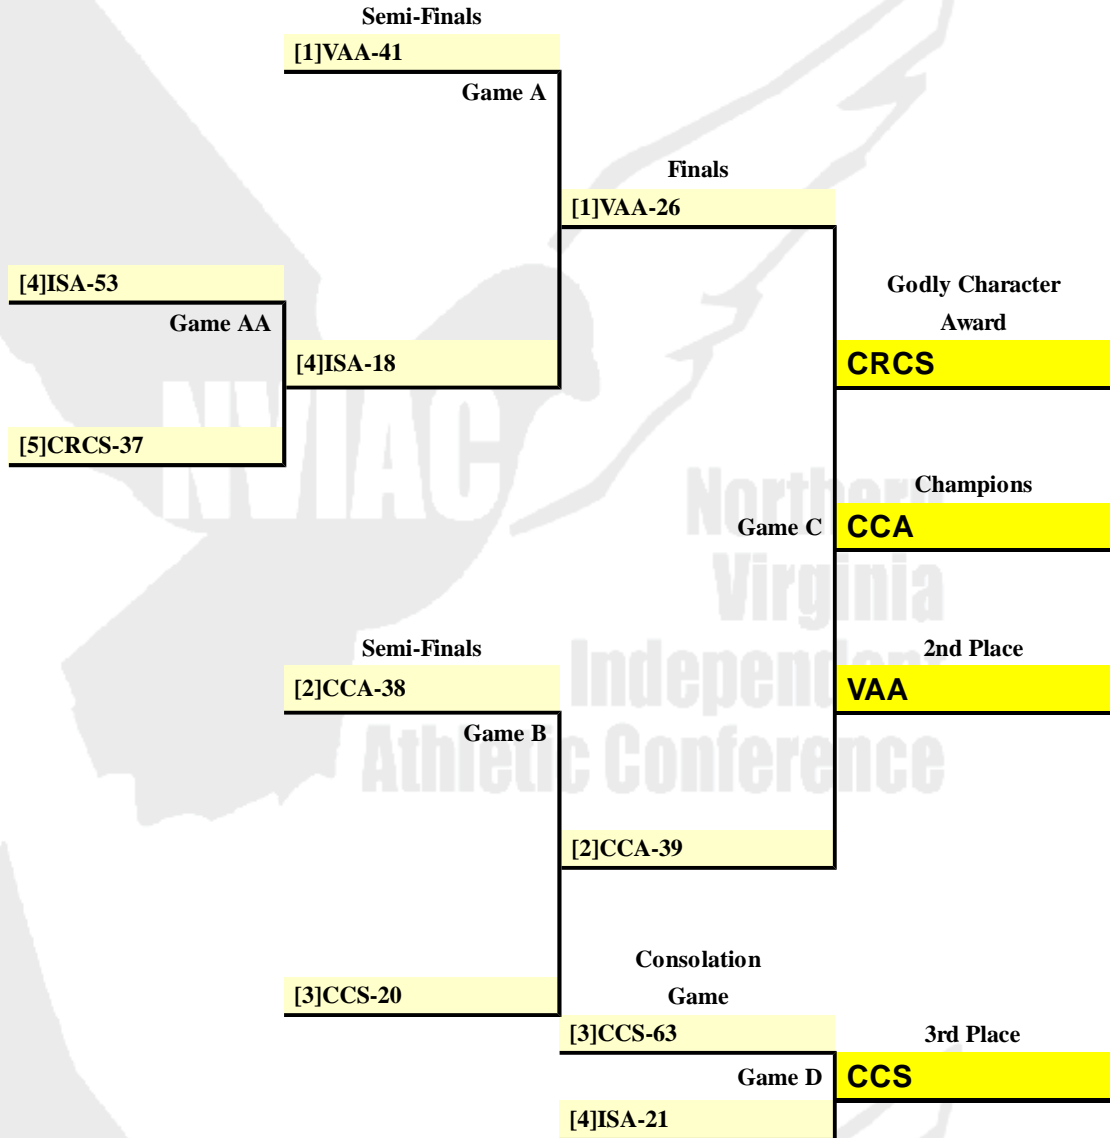 Semi-Finals
[1]VAA-41
Game A
Finals
[1]VAA-26
[4]ISA-53
Game AA
[4]ISA-18
[5]CRCS-37
Godly Character
Award
CRCS
Champions
Game C
CCA
Semi-Finals
[2]CCA-38
Game B
2nd Place
VAA
[2]CCA-39
[3]CCS-20
Consolation
Game
[3]CCS-63
Game D
[4]ISA-21
3rd Place
CCS
NVIAC
Northern
Virginia
Independent
Athletic Conference